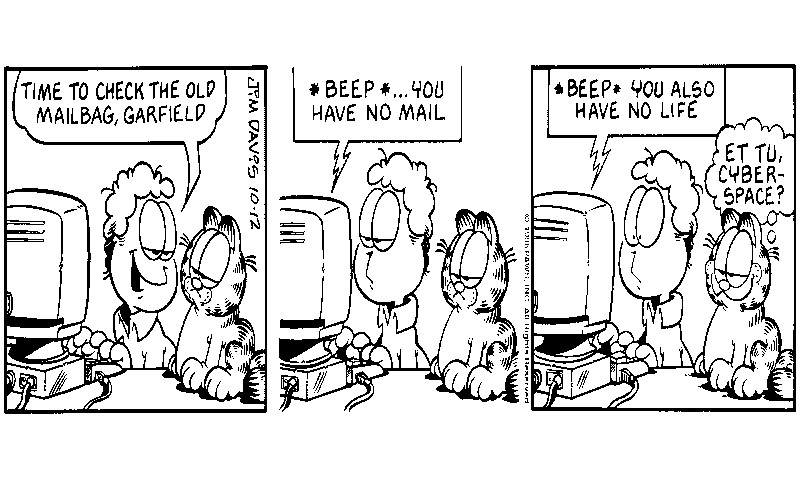 TIME TO CHECK THE OLD
MAILBAG, GARFIELD
JIM DAVIS 10-12
*BEEP*...YOU
HAVE NO MAIL
*BEEP* YOU ALSO
HAVE NO LIFE
ET TU,
CYBER-
SPACE?